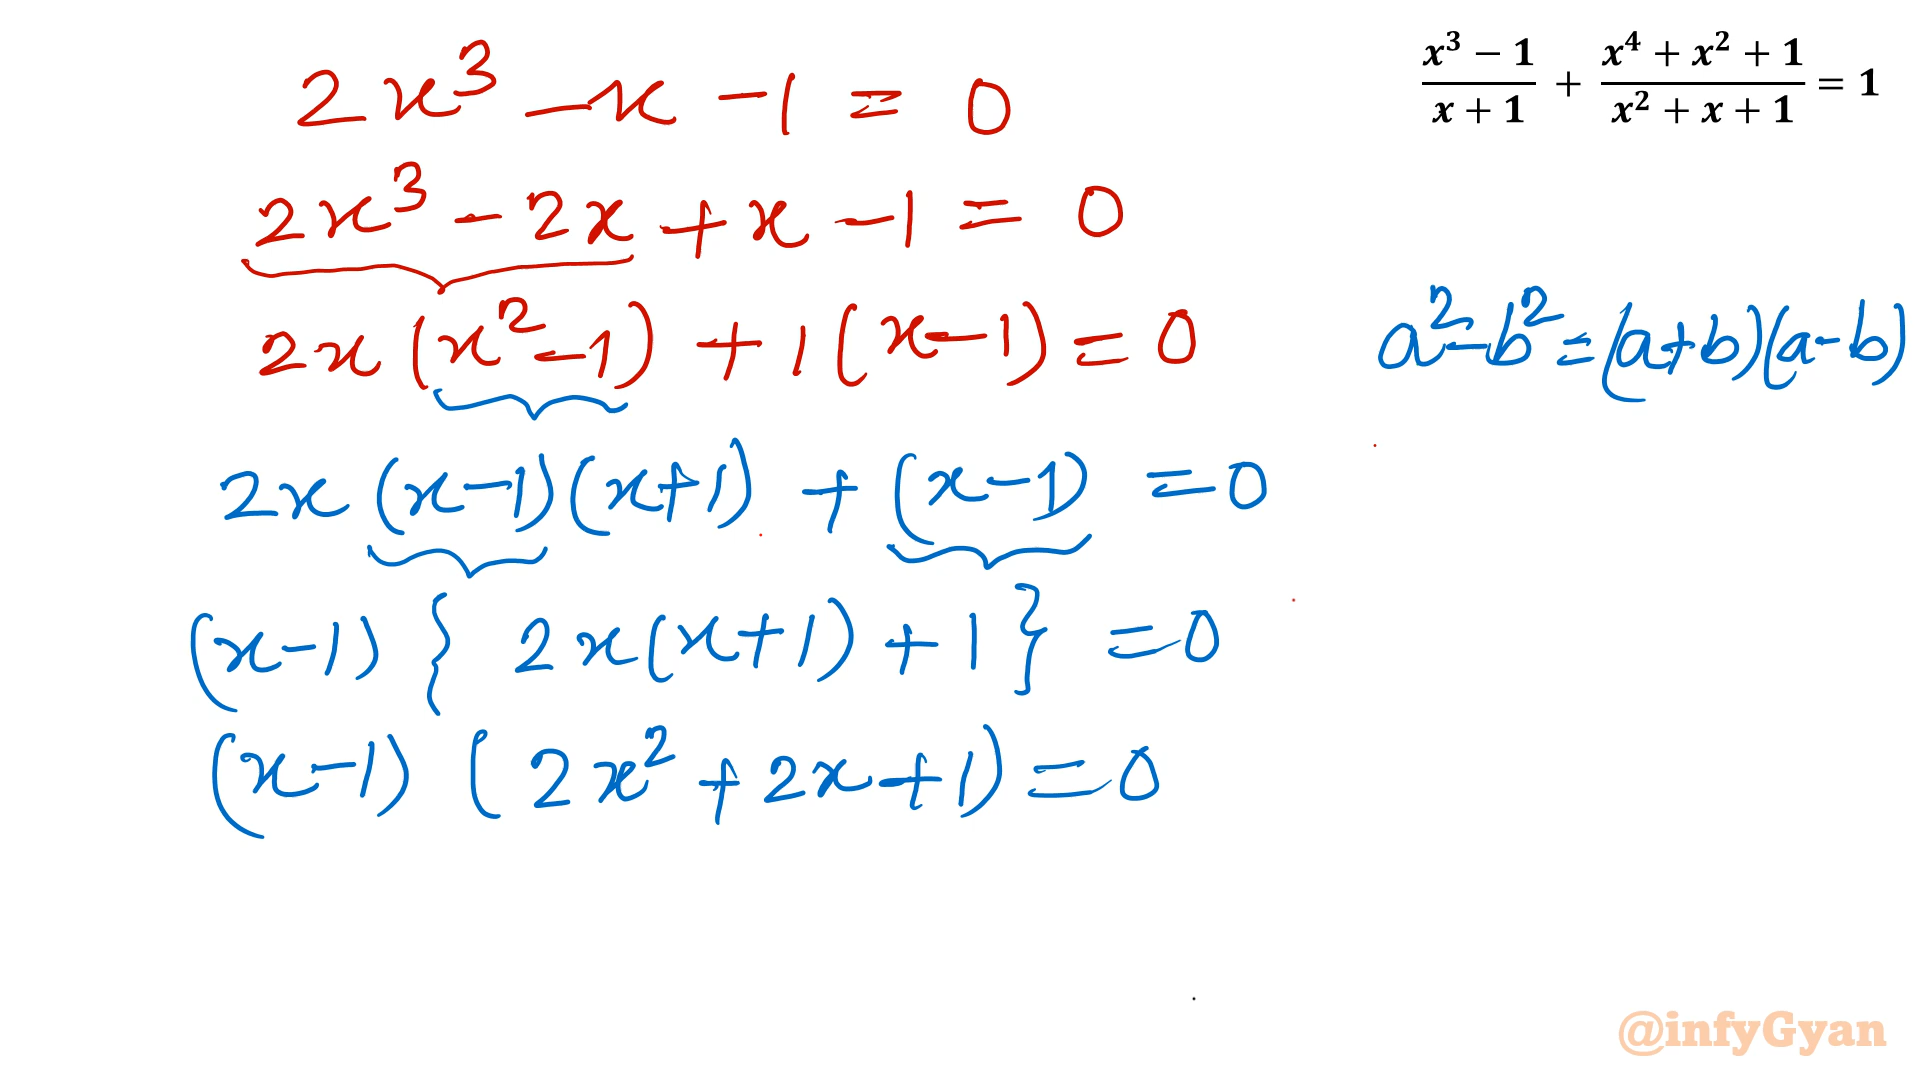 2x³ - x - 1 = 0
x³ - 1 / x + 1 + x⁴ + x² + 1 / x² + x + 1 = 1
2x³ - 2x + x - 1 = 0
2x(x² - 1) + 1(x - 1) = 0
a² - b² = (a+b)(a-b)
2x(x-1)(x+1) + (x-1) = 0
(x-1){2x(x+1) + 1} = 0
(x-1)(2x² + 2x + 1) = 0
@infyGyan